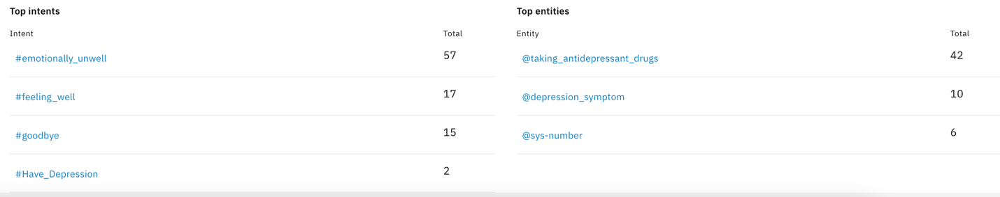 Top intents
Intent Total
#emotionally_unwell 57
#feeling_well 17
#goodbye 15
#Have_Depression 2
Top entities
Entity Total
@taking_antidepressant_drugs 42
@depression_symptom 10
@sys-number 6